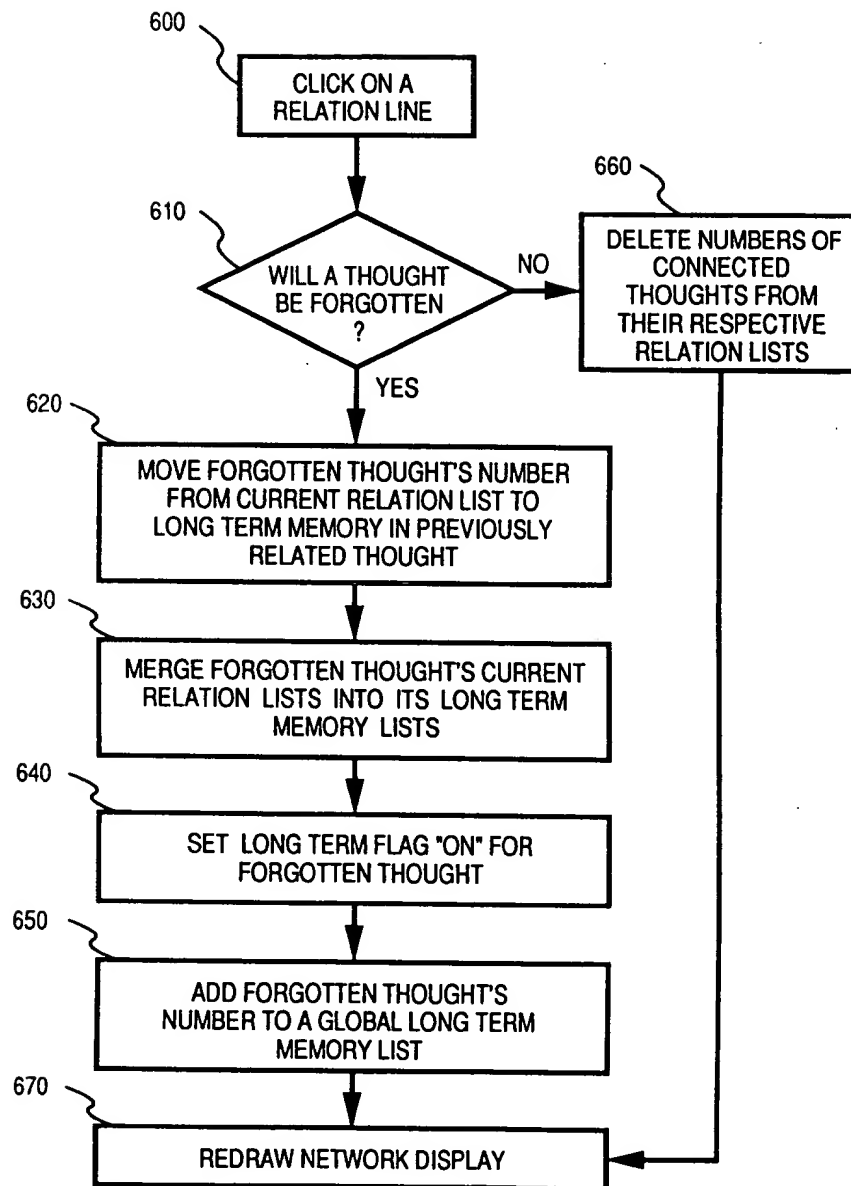 600
CLICK ON A
RELATION LINE
610
WILL A THOUGHT
BE FORGOTTEN
?
NO
YES
660
DELETE NUMBERS OF
CONNECTED
THOUGHTS FROM
THEIR RESPECTIVE
RELATION LISTS
620
MOVE FORGOTTEN THOUGHT'S NUMBER
FROM CURRENT RELATION LIST TO
LONG TERM MEMORY IN PREVIOUSLY
RELATED THOUGHT
630
MERGE FORGOTTEN THOUGHT'S CURRENT
RELATION LISTS INTO ITS LONG TERM
MEMORY LISTS
640
SET LONG TERM FLAG "ON" FOR
FORGOTTEN THOUGHT
650
ADD FORGOTTEN THOUGHT'S
NUMBER TO A GLOBAL LONG TERM
MEMORY LIST
670
REDRAW NETWORK DISPLAY